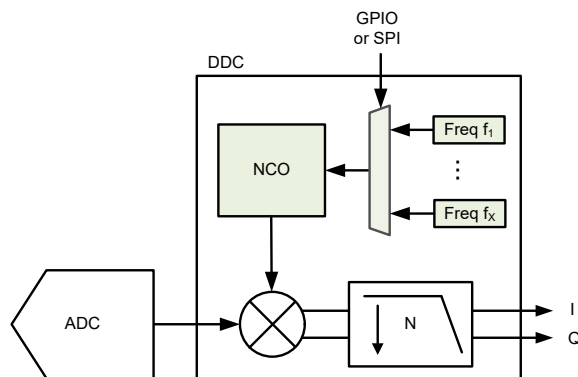 GPIO
or SPI
DDC
Freq f₁
NCO
⋮
Freq fₓ
ADC
N
I
Q